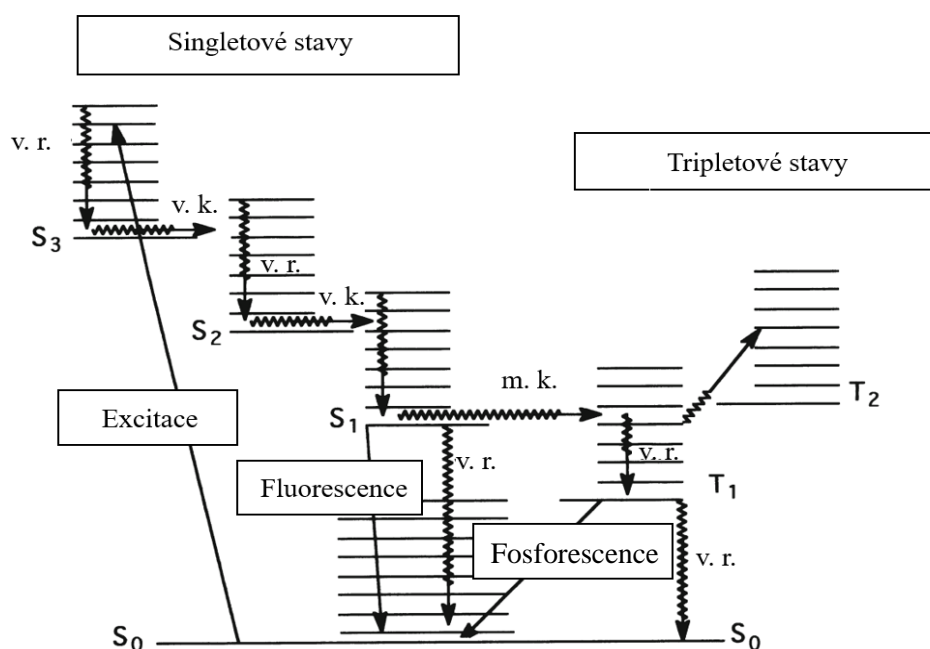 Singletové stavy
Tripletové stavy
v. r.
v. k.
S3
v. r.
v. k.
S2
m. k.
T2
Excitace
S1
v. r.
v. r.
Fluorescence
T1
Fosforescence
v. r.
S0
S0